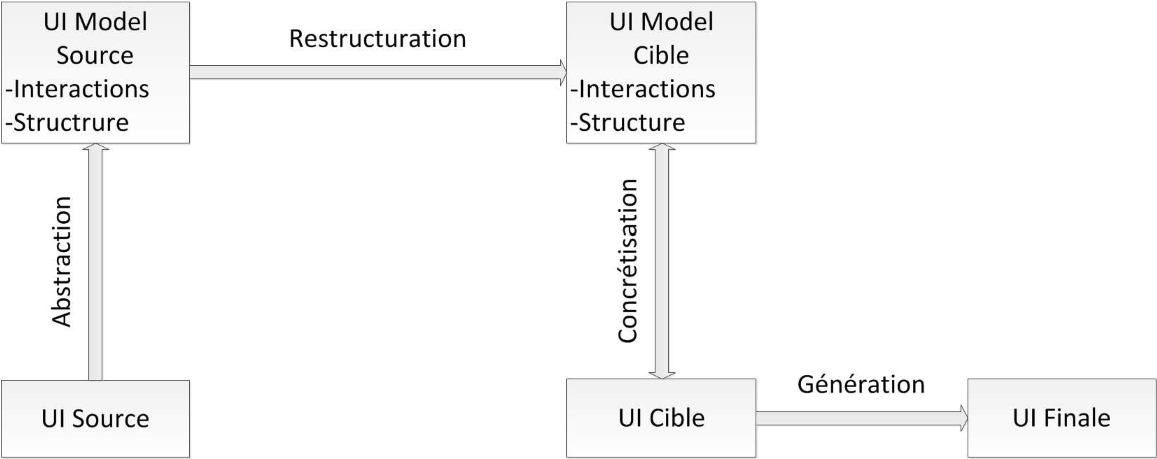 UI Model
Source
-Interactions
-Structrure
Restructuration
UI Model
Cible
-Interactions
-Structure
Abstraction
Concrétisation
UI Source
UI Cible
Génération
UI Finale